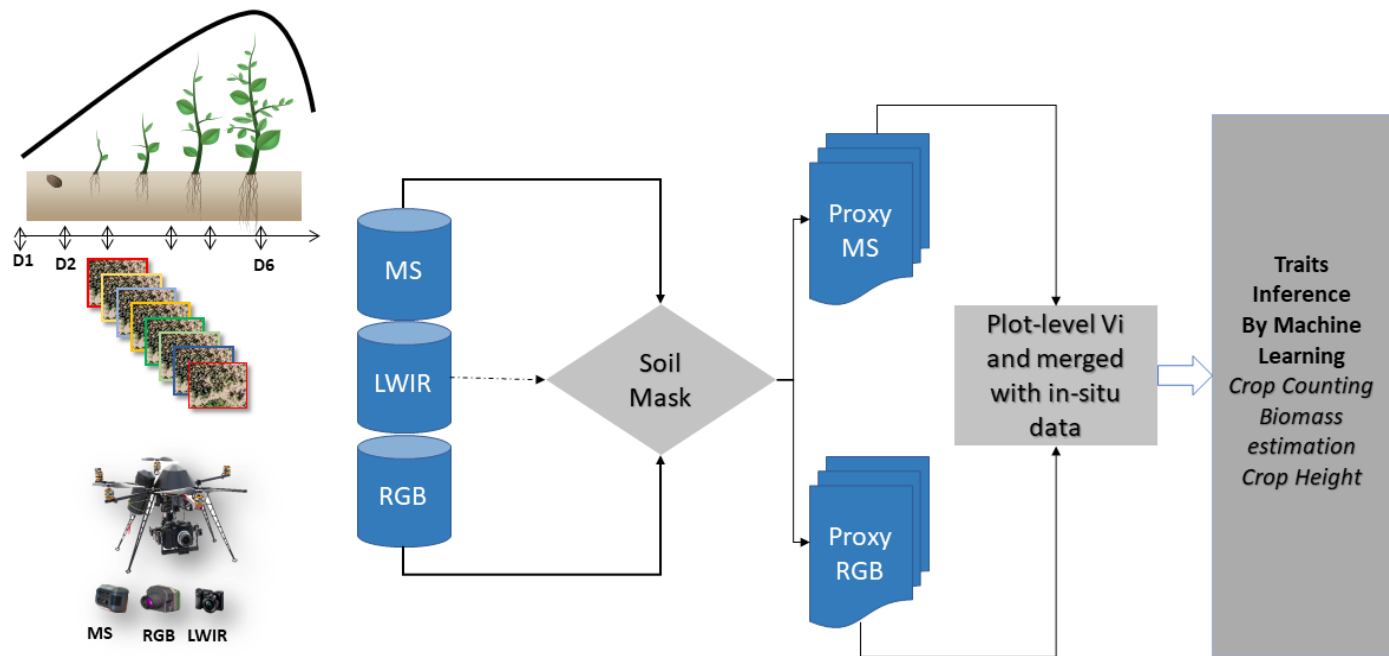 D1
D2
D6
MS
RGB
LWIR
MS
LWIR
RGB
Soil
Mask
Proxy
MS
Proxy
RGB
Plot-level Vi
and merged
with in-situ
data
Traits
Inference
By Machine
Learning
Crop Counting
Biomass
estimation
Crop Height